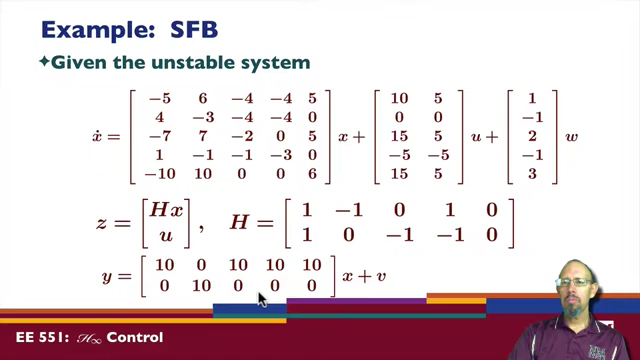 Example: SFB
✦Given the unstable system
ẋ = [ −5 6 −4 −4 5 ; 4 −3 −4 −4 0 ; −7 7 −2 0 5 ; 1 −1 −1 −3 0 ; −10 10 0 0 6 ] x + [ 10 5 ; 0 0 ; 15 5 ; −5 −5 ; 15 5 ] u + [ 1 ; −1 ; 2 ; −1 ; 3 ] w
z = [ Hx ; u ] , H = [ 1 −1 0 1 0 ; 1 0 −1 −1 0 ]
y = [ 10 0 10 10 10 ; 0 10 0 0 0 ] x + v
EE 551: ℋ∞ Control